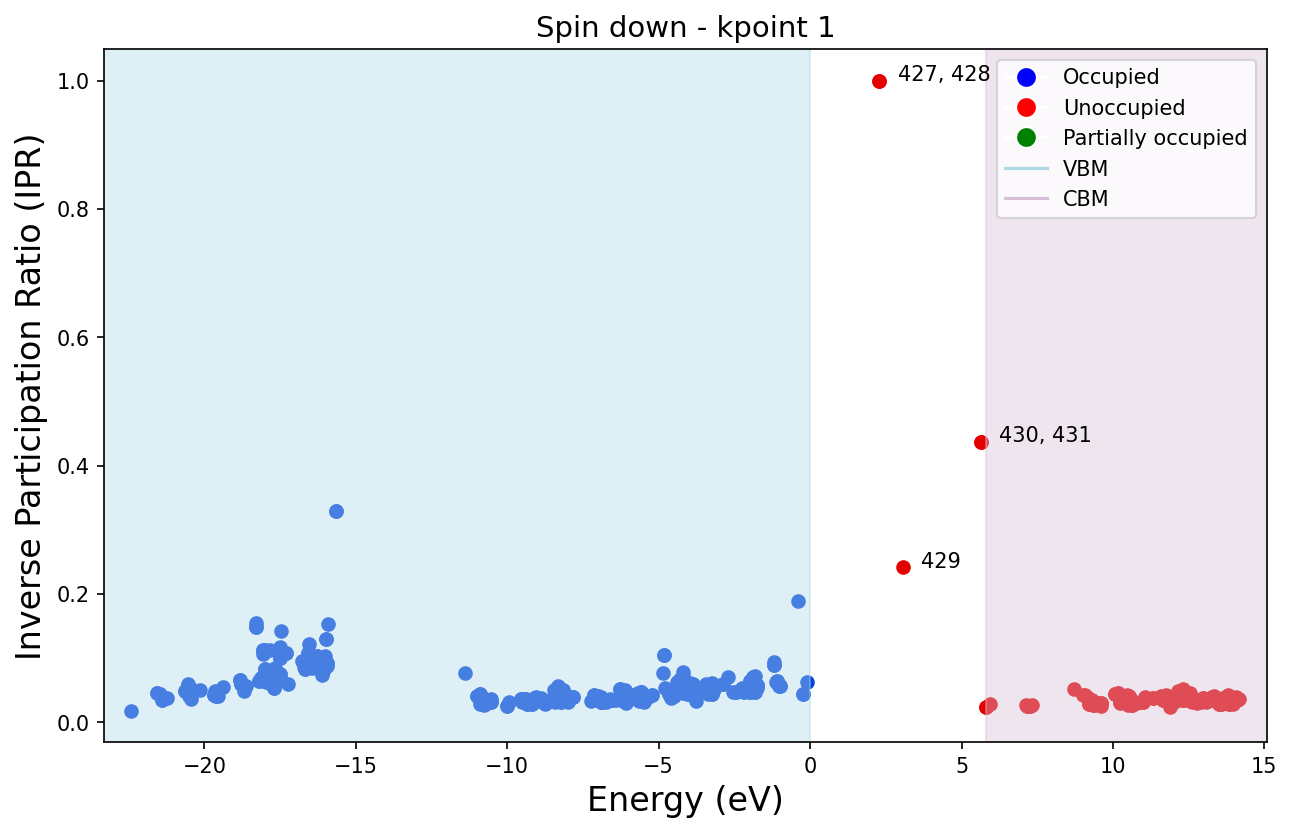 Spin down - kpoint 1
Inverse Participation Ratio (IPR)
1.0
0.8
0.6
0.4
0.2
0.0
427, 428
430, 431
429
Occupied
Unoccupied
Partially occupied
VBM
CBM
−20
−15
−10
−5
0
5
10
15
Energy (eV)